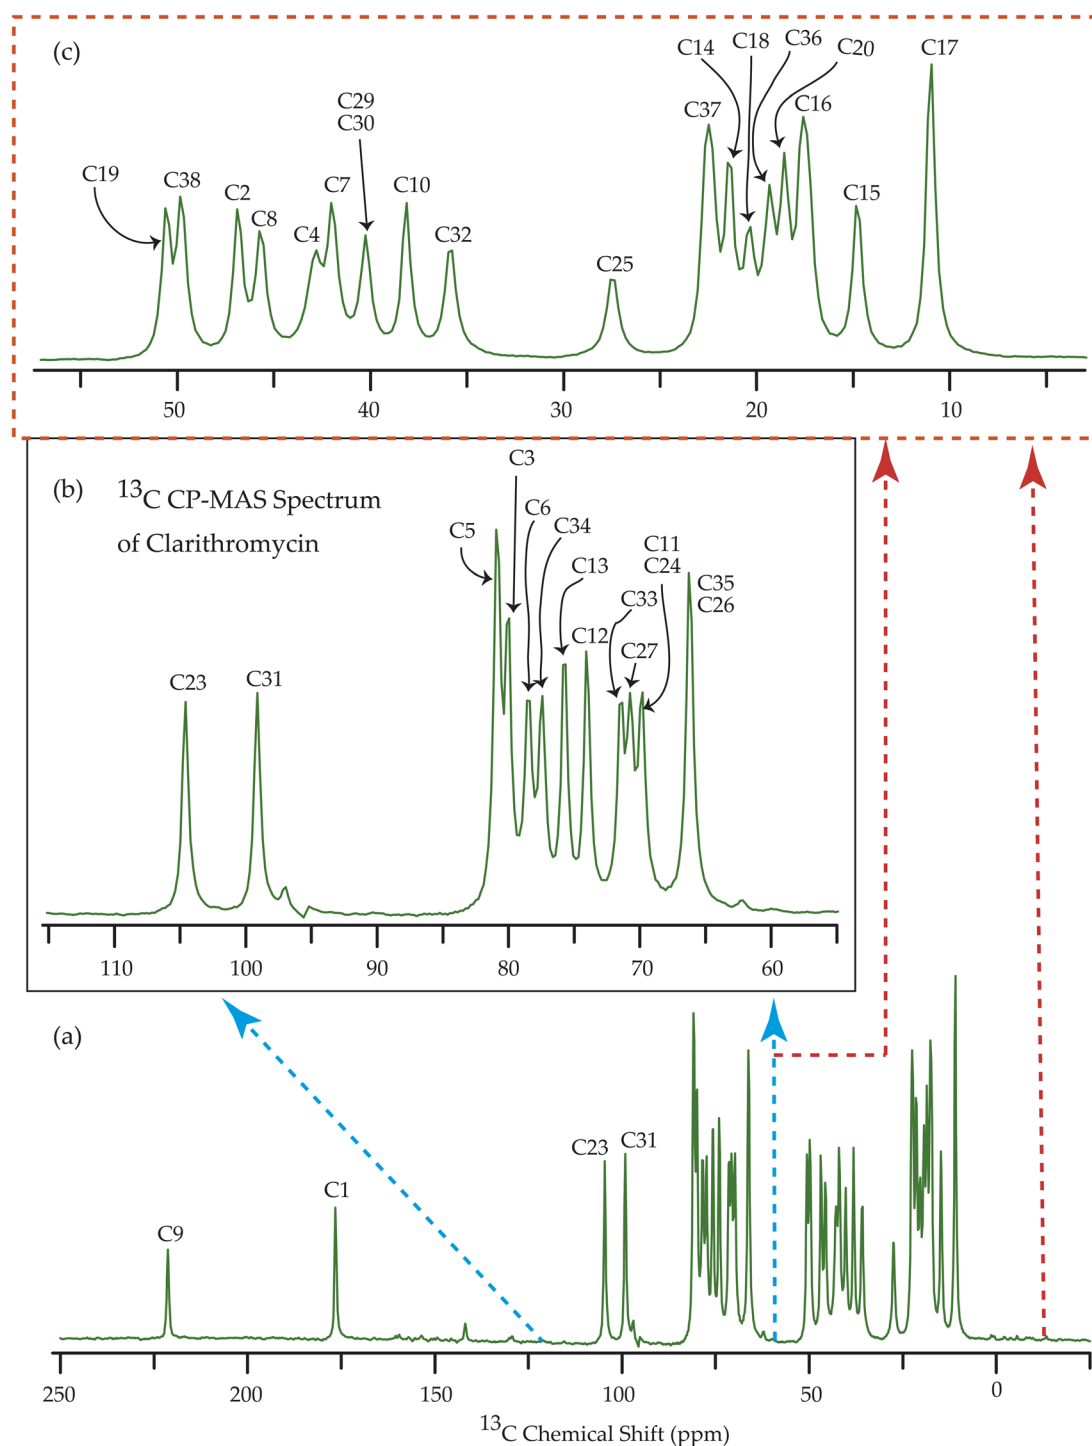 (c)
C19
C38
C2
C8
C4
C7
C29
C30
C10
C32
C25
C37
C14
C18
C36
C20
C16
C15
C17
50 40 30 20 10
(b) 13C CP-MAS Spectrum
of Clarithromycin
C23
C31
C5
C3
C6
C34
C13
C12
C33
C27
C11
C24
C35
C26
110 100 90 80 70 60
(a)
C9
C1
C23
C31
250 200 150 100 50 0
13C Chemical Shift (ppm)